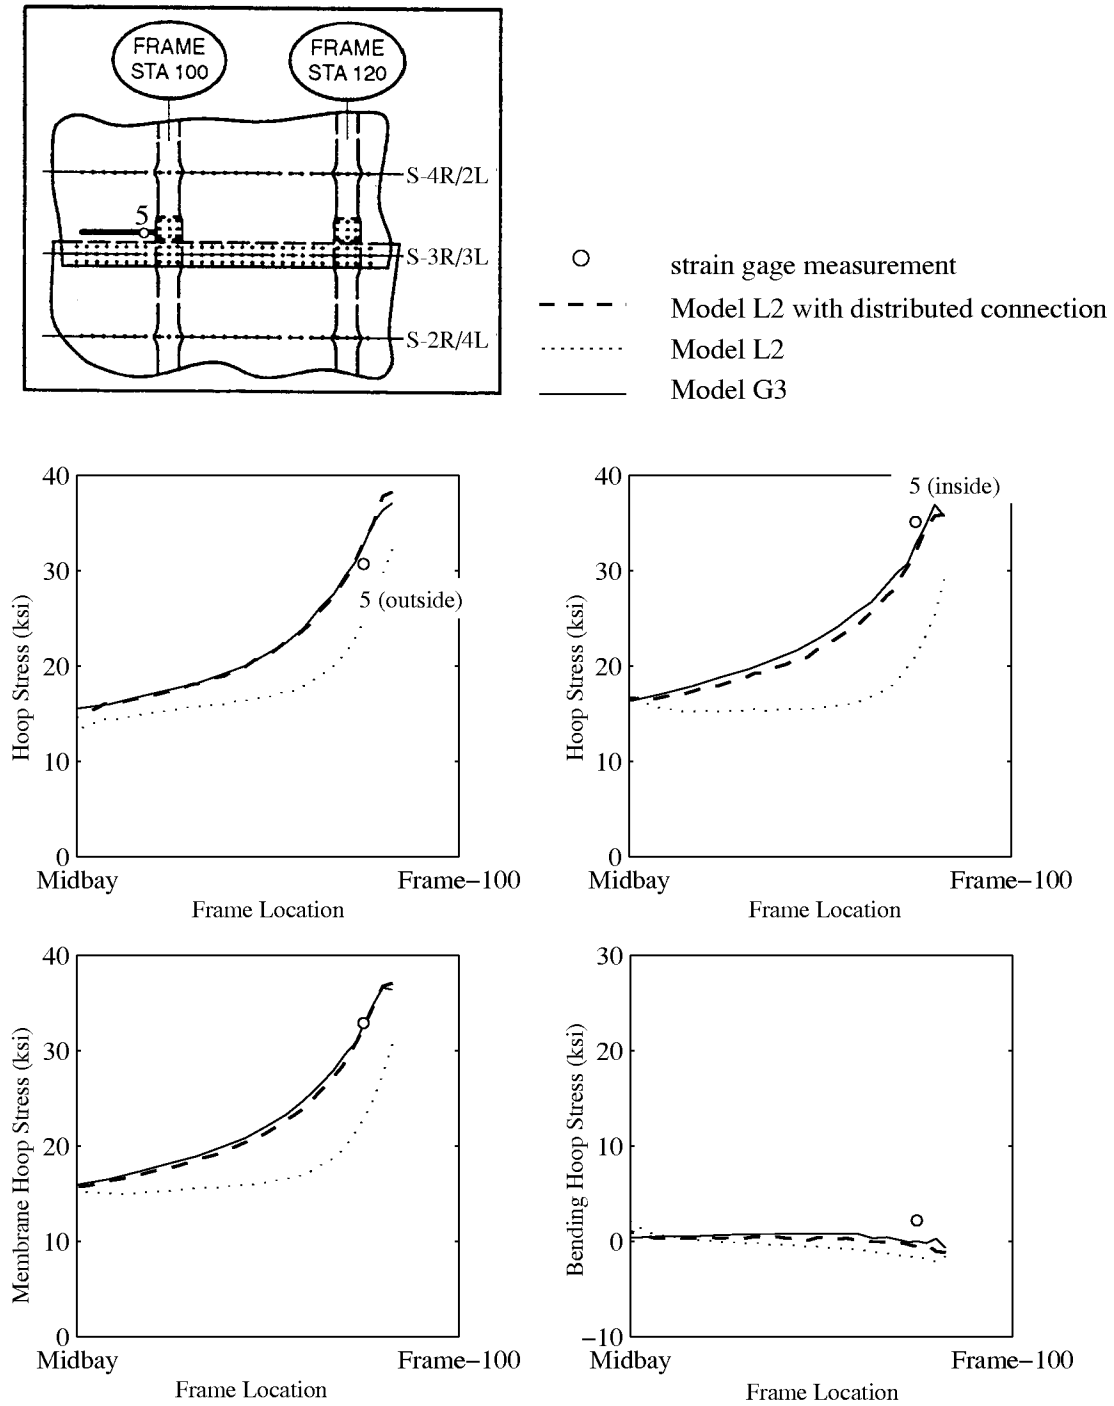 FRAME
STA 100
FRAME
STA 120
S-4R/2L
5
S-3R/3L
S-2R/4L
strain gage measurement
Model L2 with distributed connection
Model L2
Model G3
40
30
20
10
0
Hoop Stress (ksi)
5 (outside)
Midbay
Frame-100
Frame Location
40
30
20
10
0
Hoop Stress (ksi)
5 (inside)
Midbay
Frame-100
Frame Location
40
30
20
10
0
Membrane Hoop Stress (ksi)
Midbay
Frame-100
Frame Location
30
20
10
0
-10
Bending Hoop Stress (ksi)
Midbay
Frame-100
Frame Location